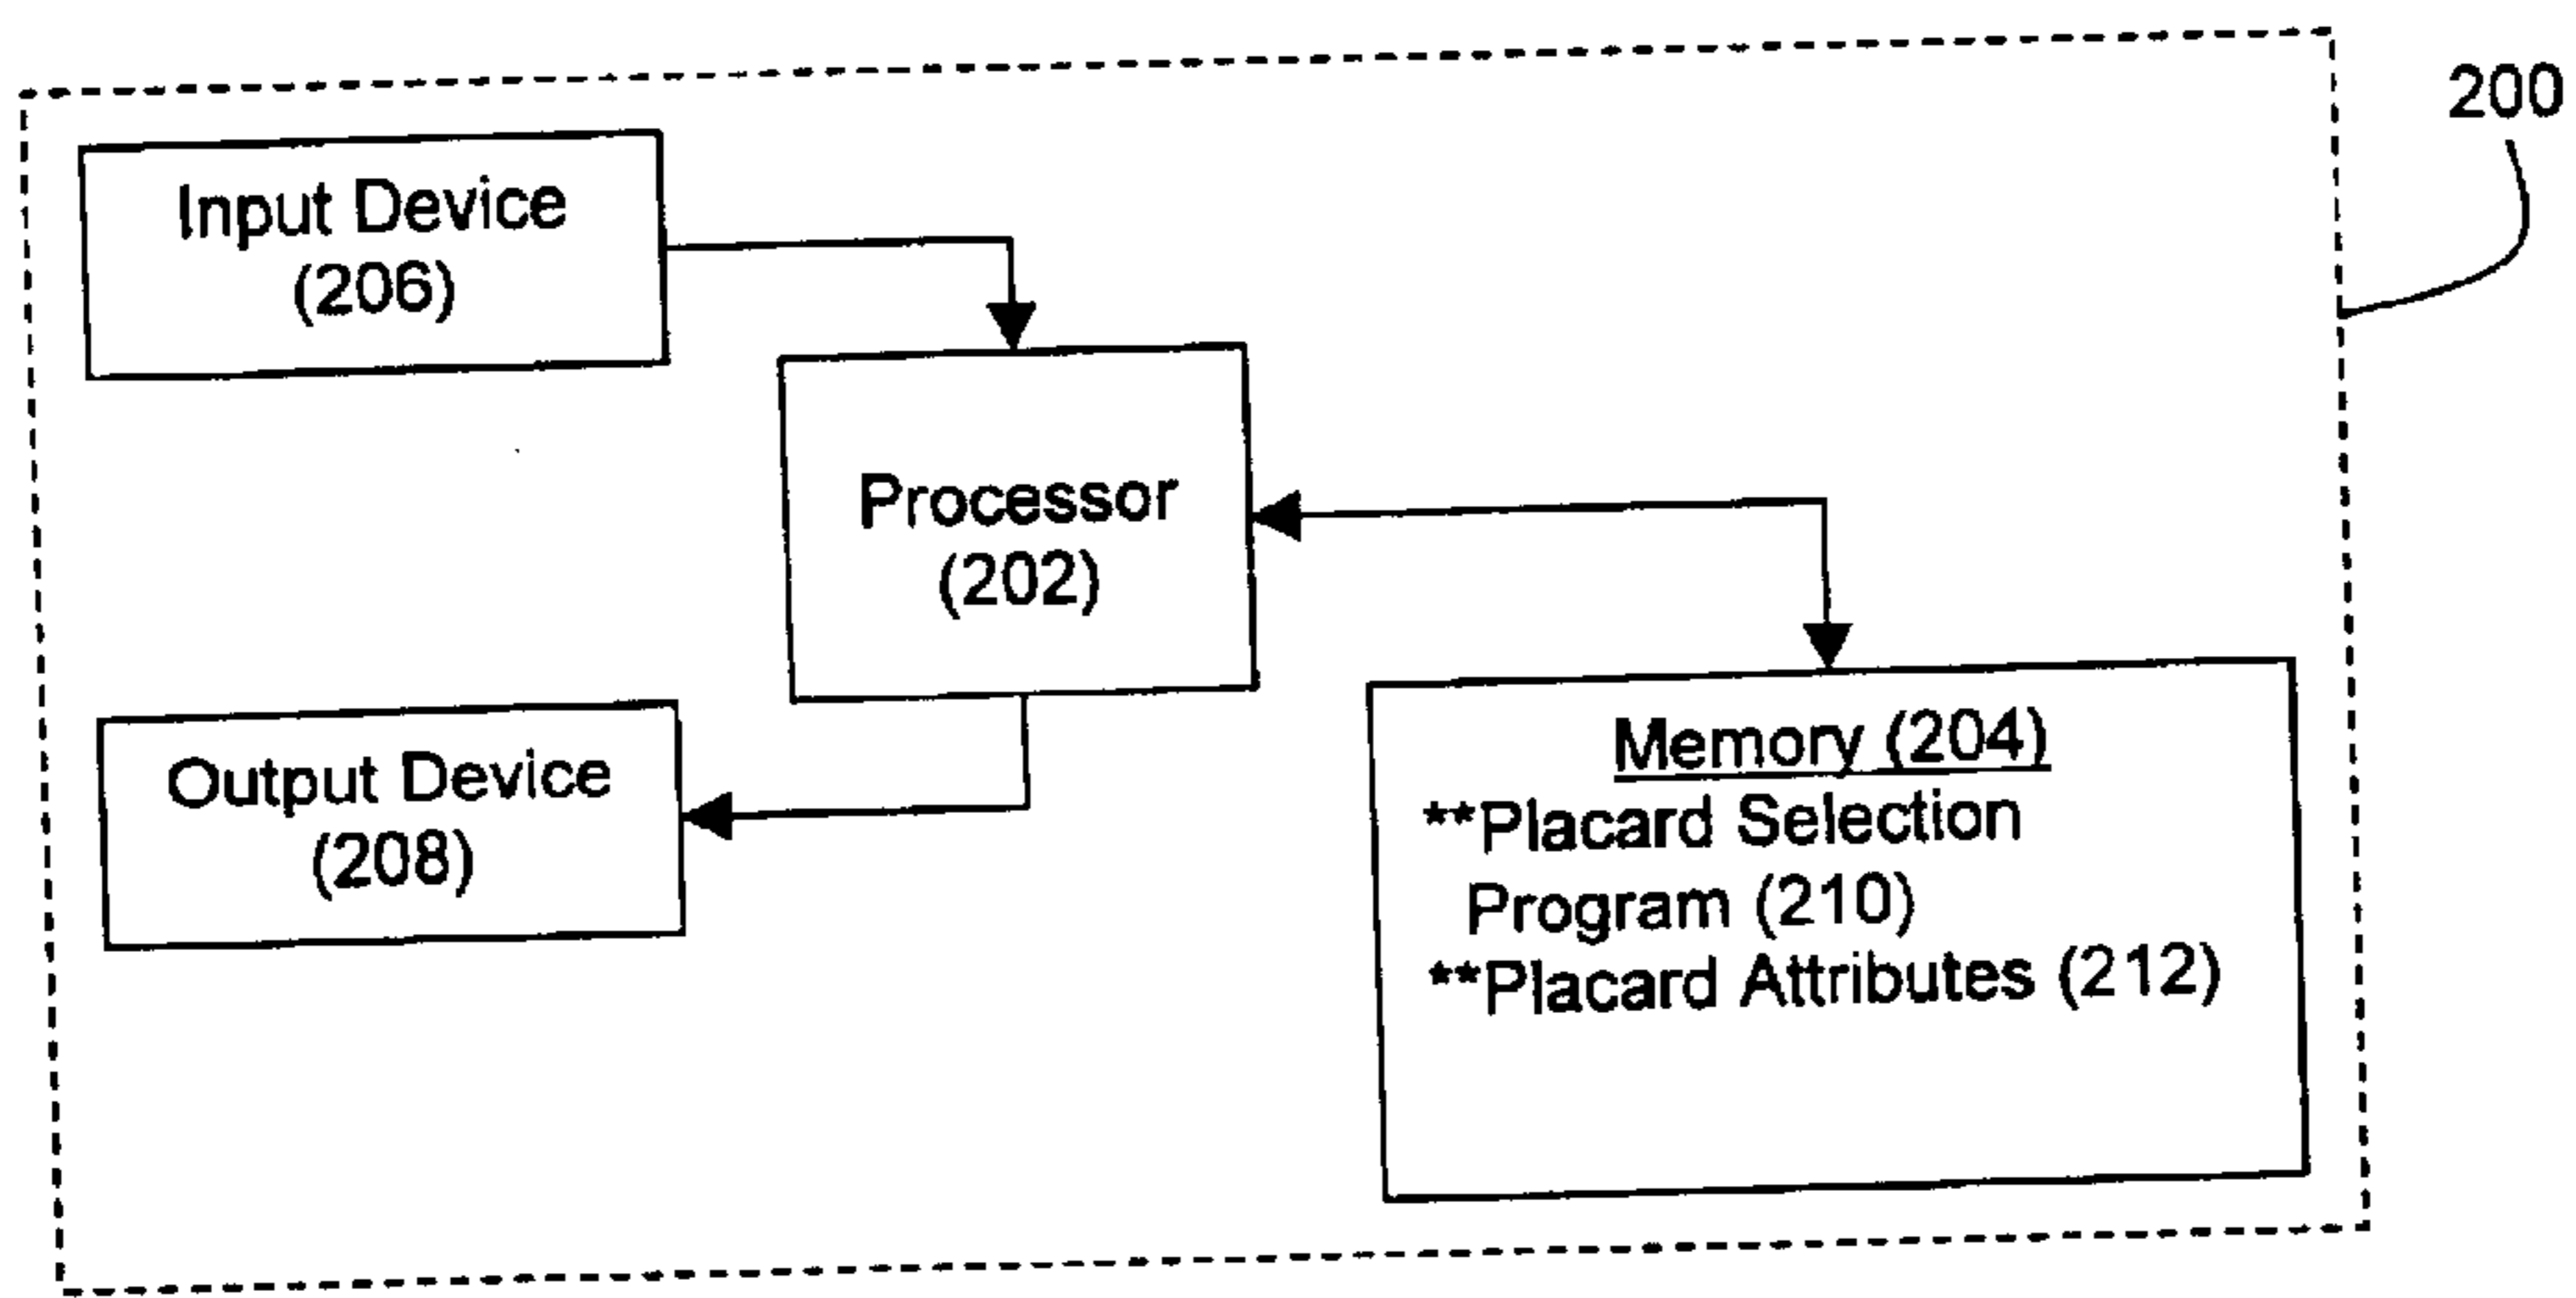 200
Input Device
(206)
Processor
(202)
Output Device
(208)
Memory (204)
**Placard Selection
Program (210)
**Placard Attributes (212)